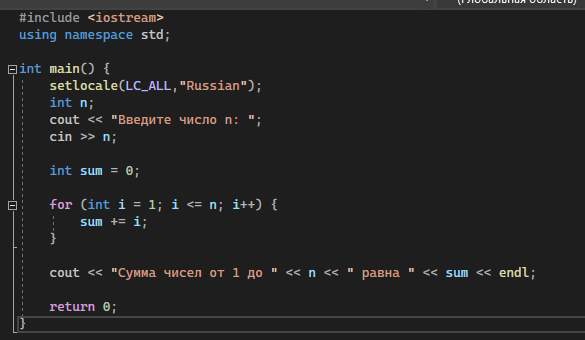 (Глобальная область)
#include <iostream>
using namespace std;
int main() {
setlocale(LC_ALL,"Russian");
int n;
cout << "Введите число n: ";
cin >> n;
int sum = 0;
for (int i = 1; i <= n; i++) {
sum += i;
}
cout << "Сумма чисел от 1 до " << n << " равна " << sum << endl;
return 0;
}